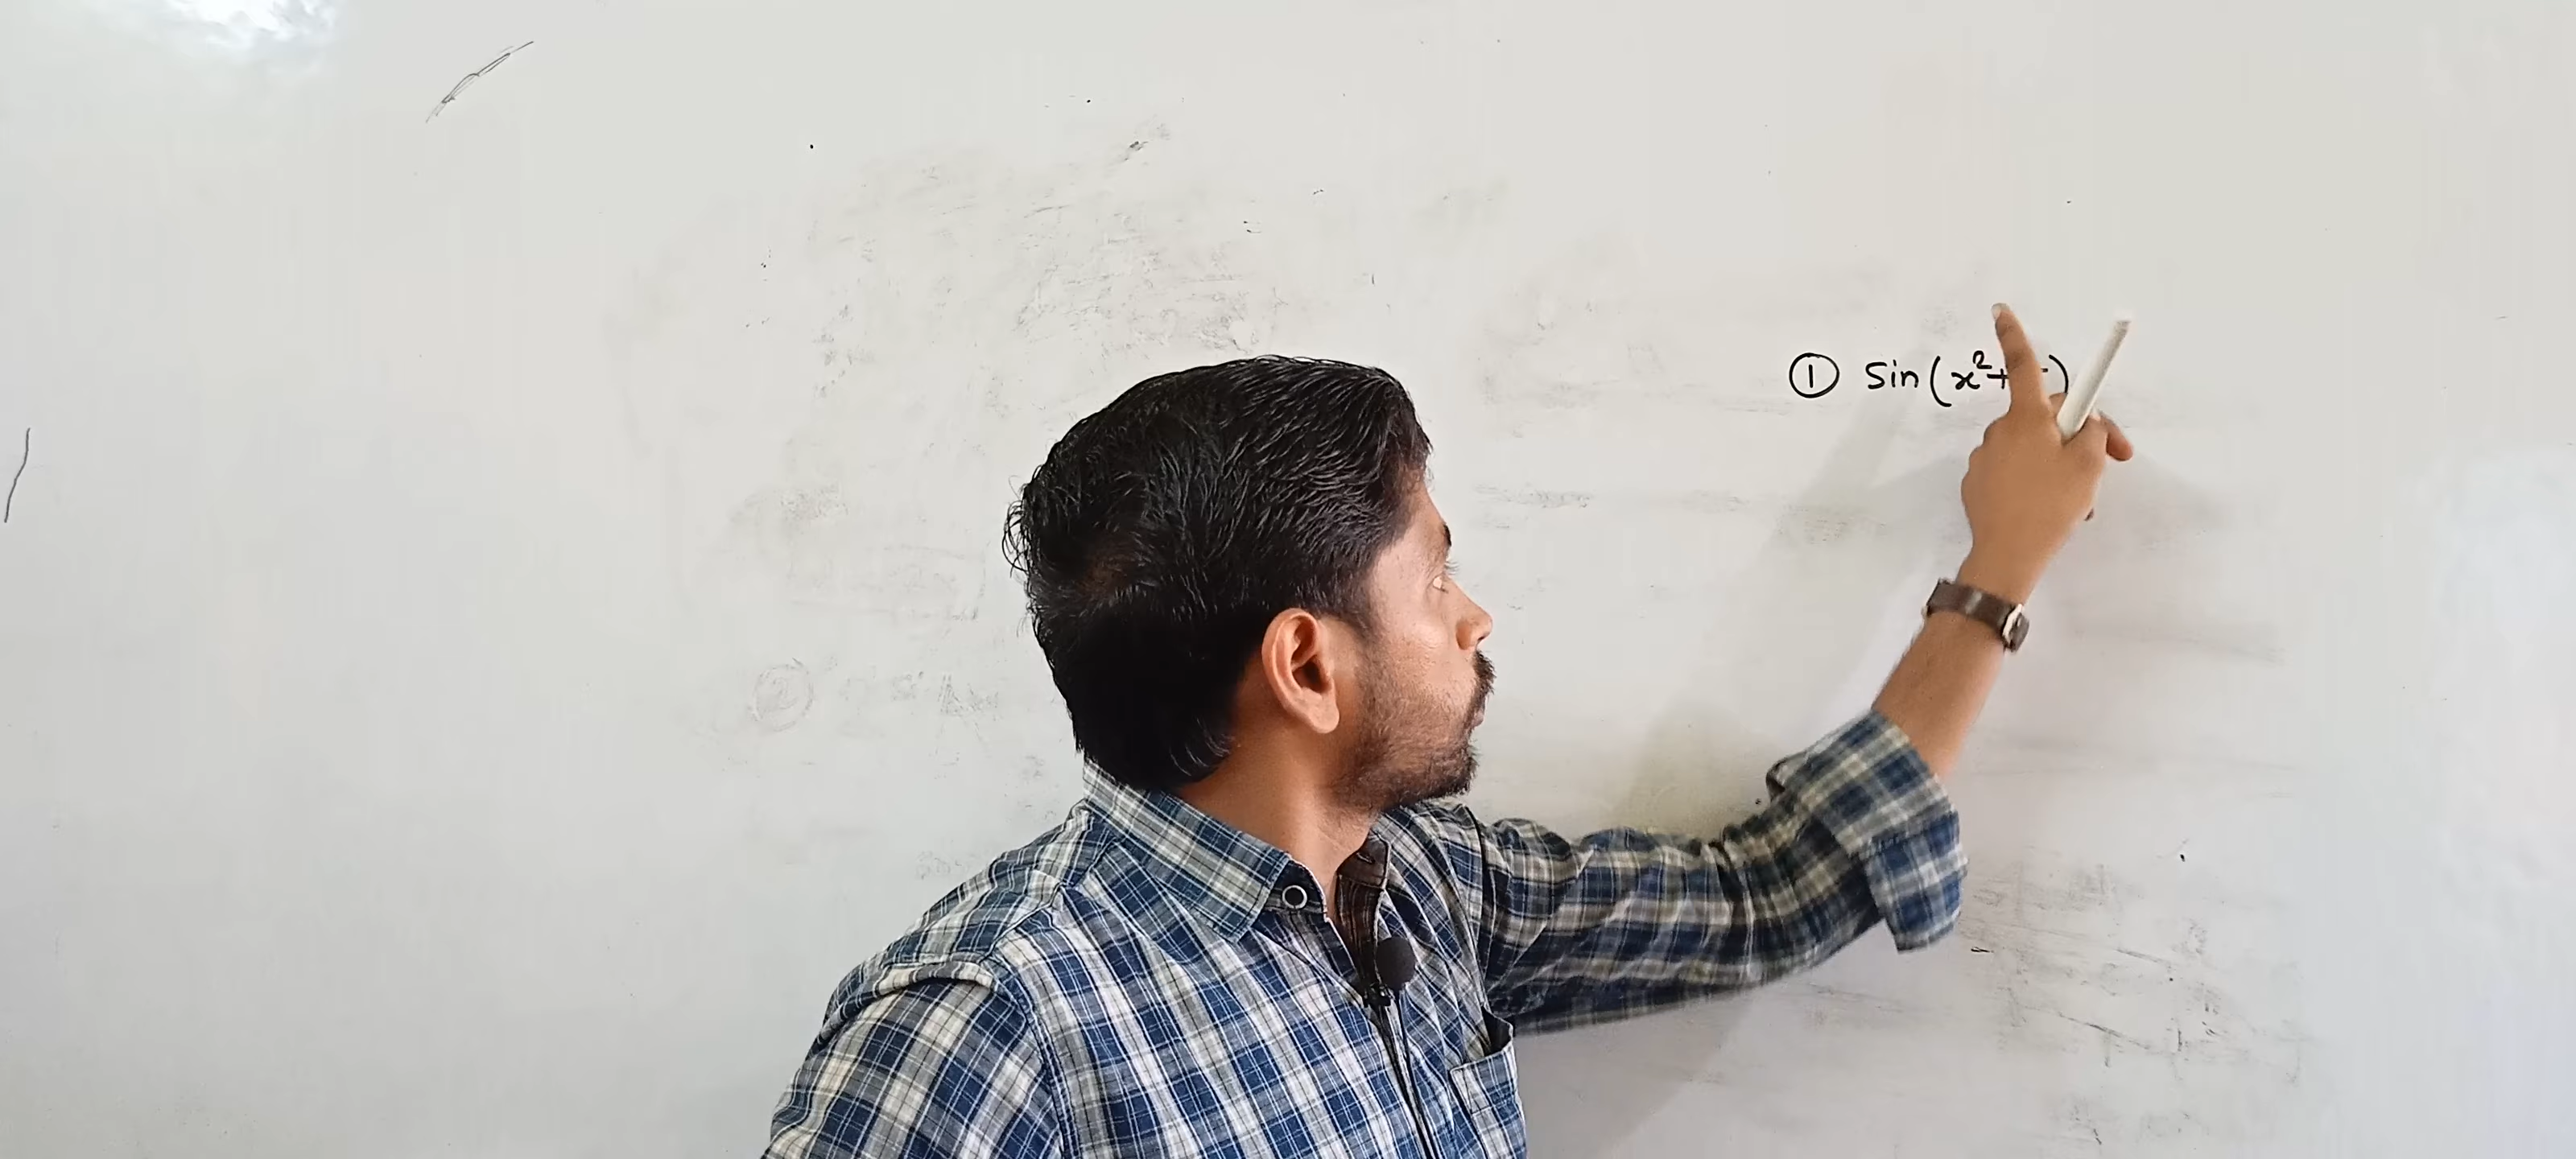 ① Sin(x²+ )